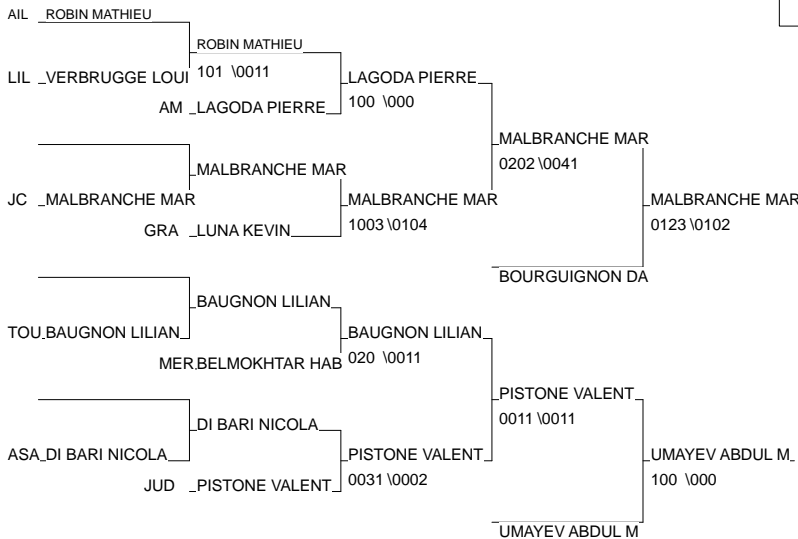 AIL ROBIN MATHIEU
ROBIN MATHIEU
LIL VERBRUGGE LOUI 101 \0011 LAGODA PIERRE
AM LAGODA PIERRE 100 \000
MALBRANCHE MAR
MALBRANCHE MAR 0202 \0041
JC MALBRANCHE MAR MALBRANCHE MAR MALBRANCHE MAR
GRA LUNA KEVIN 1003 \0104 0123 \0102
BOURGUIGNON DA
BAUGNON LILIAN
TOU BAUGNON LILIAN BAUGNON LILIAN
MER BELMOKHTAR HAB 020 \0011
PISTONE VALENT
DI BARI NICOLA 0011 \0011
ASA DI BARI NICOLA PISTONE VALENT UMAYEV ABDUL M
JUD PISTONE VALENT 0031 \0002 100 \000
UMAYEV ABDUL M